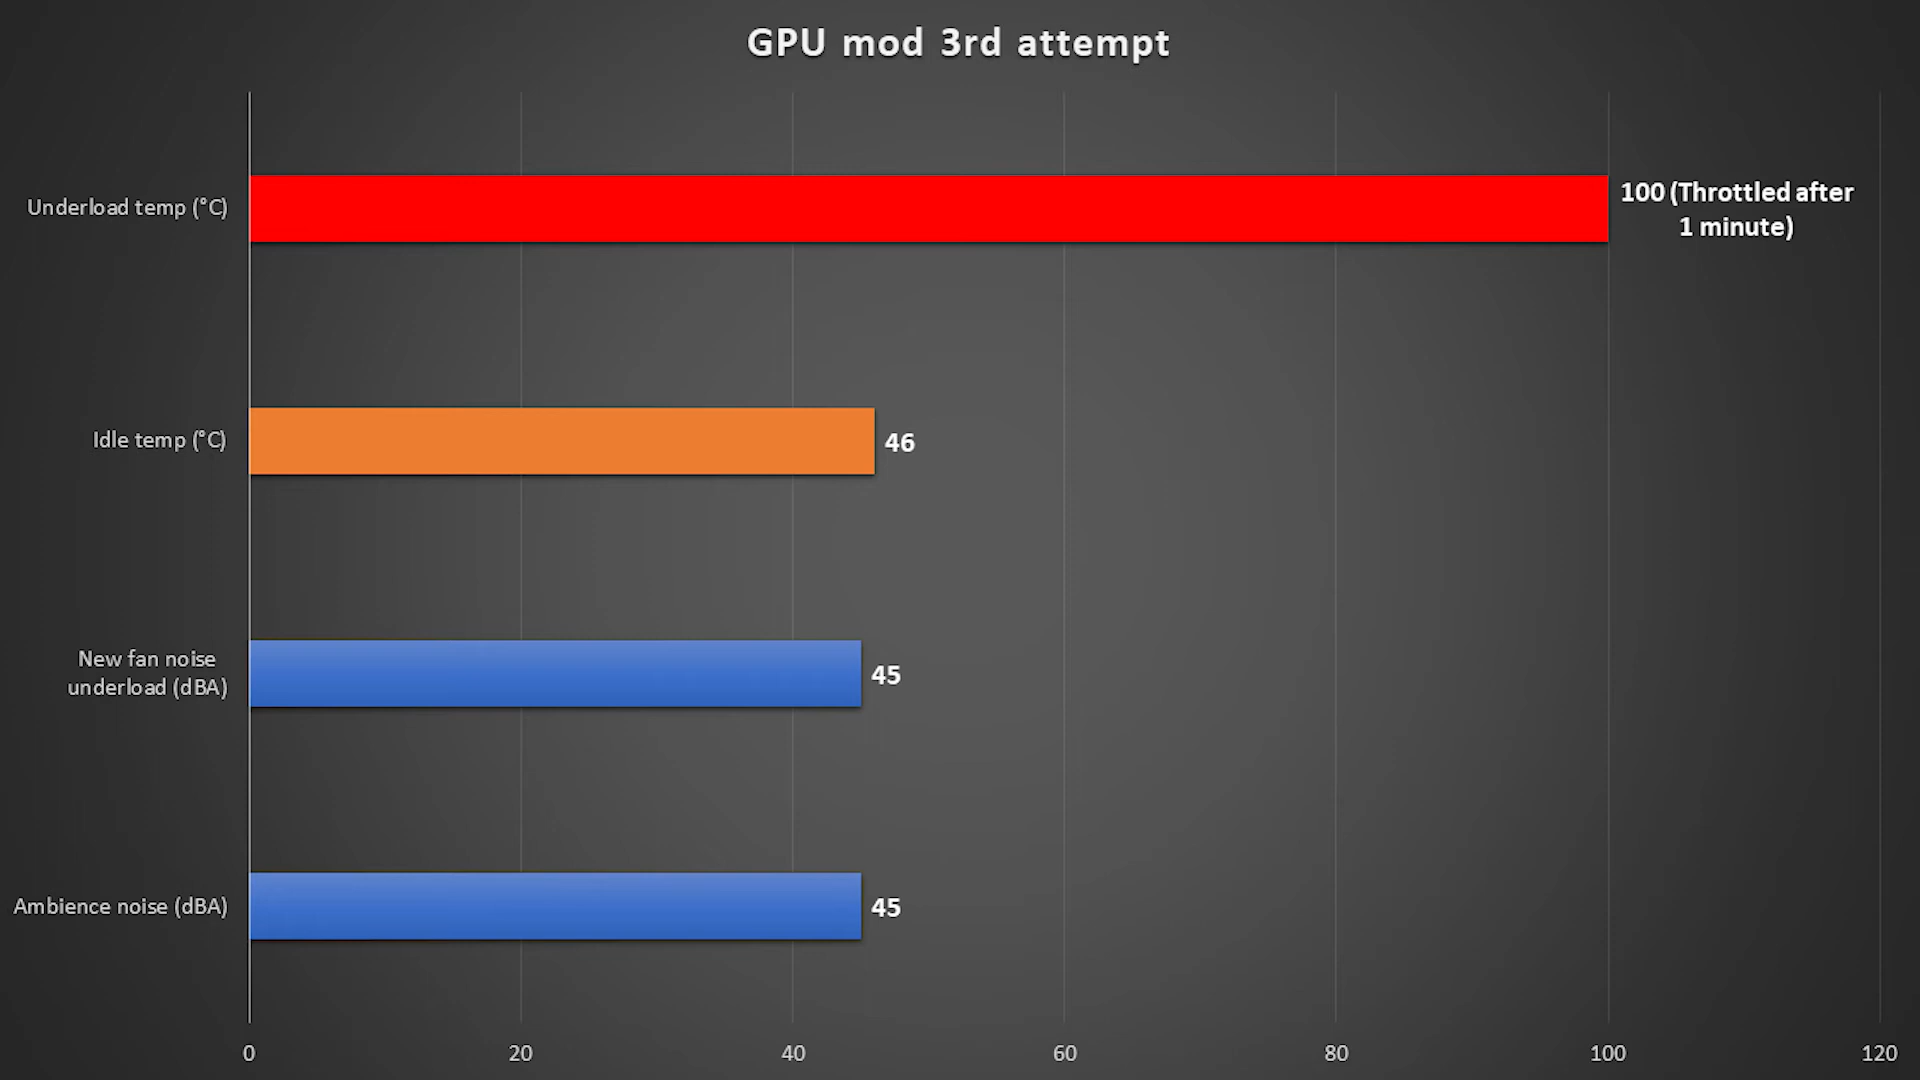 GPU mod 3rd attempt
Underload temp (°C)
100 (Throttled after
1 minute)
Idle temp (°C)
46
New fan noise
underload (dBA)
45
Ambience noise (dBA)
45
0
20
40
60
80
100
120